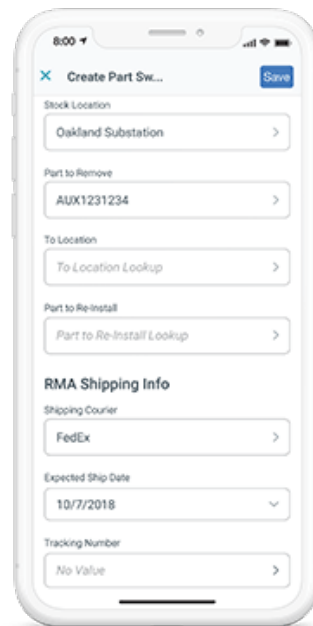 8:00
Create Part Sw...
Save
Stock Location
Oakland Substation
Part to Remove
AUX1231234
To Location
To Location Lookup
Part to Re-Install
Part to Re-Install Lookup
RMA Shipping Info
Shipping Courier
FedEx
Expected Ship Date
10/7/2018
Tracking Number
No Value